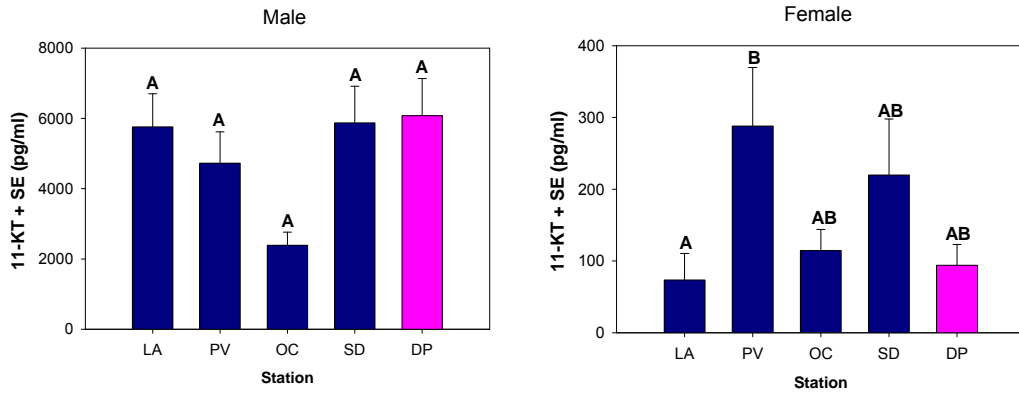 Male
8000
6000
4000
2000
0
11-KT + SE (pg/ml)
A
A
A
A
A
LA PV OC SD DP
Station
Female
400
300
200
100
0
11-KT + SE (pg/ml)
A
B
AB
AB
AB
LA PV OC SD DP
Station